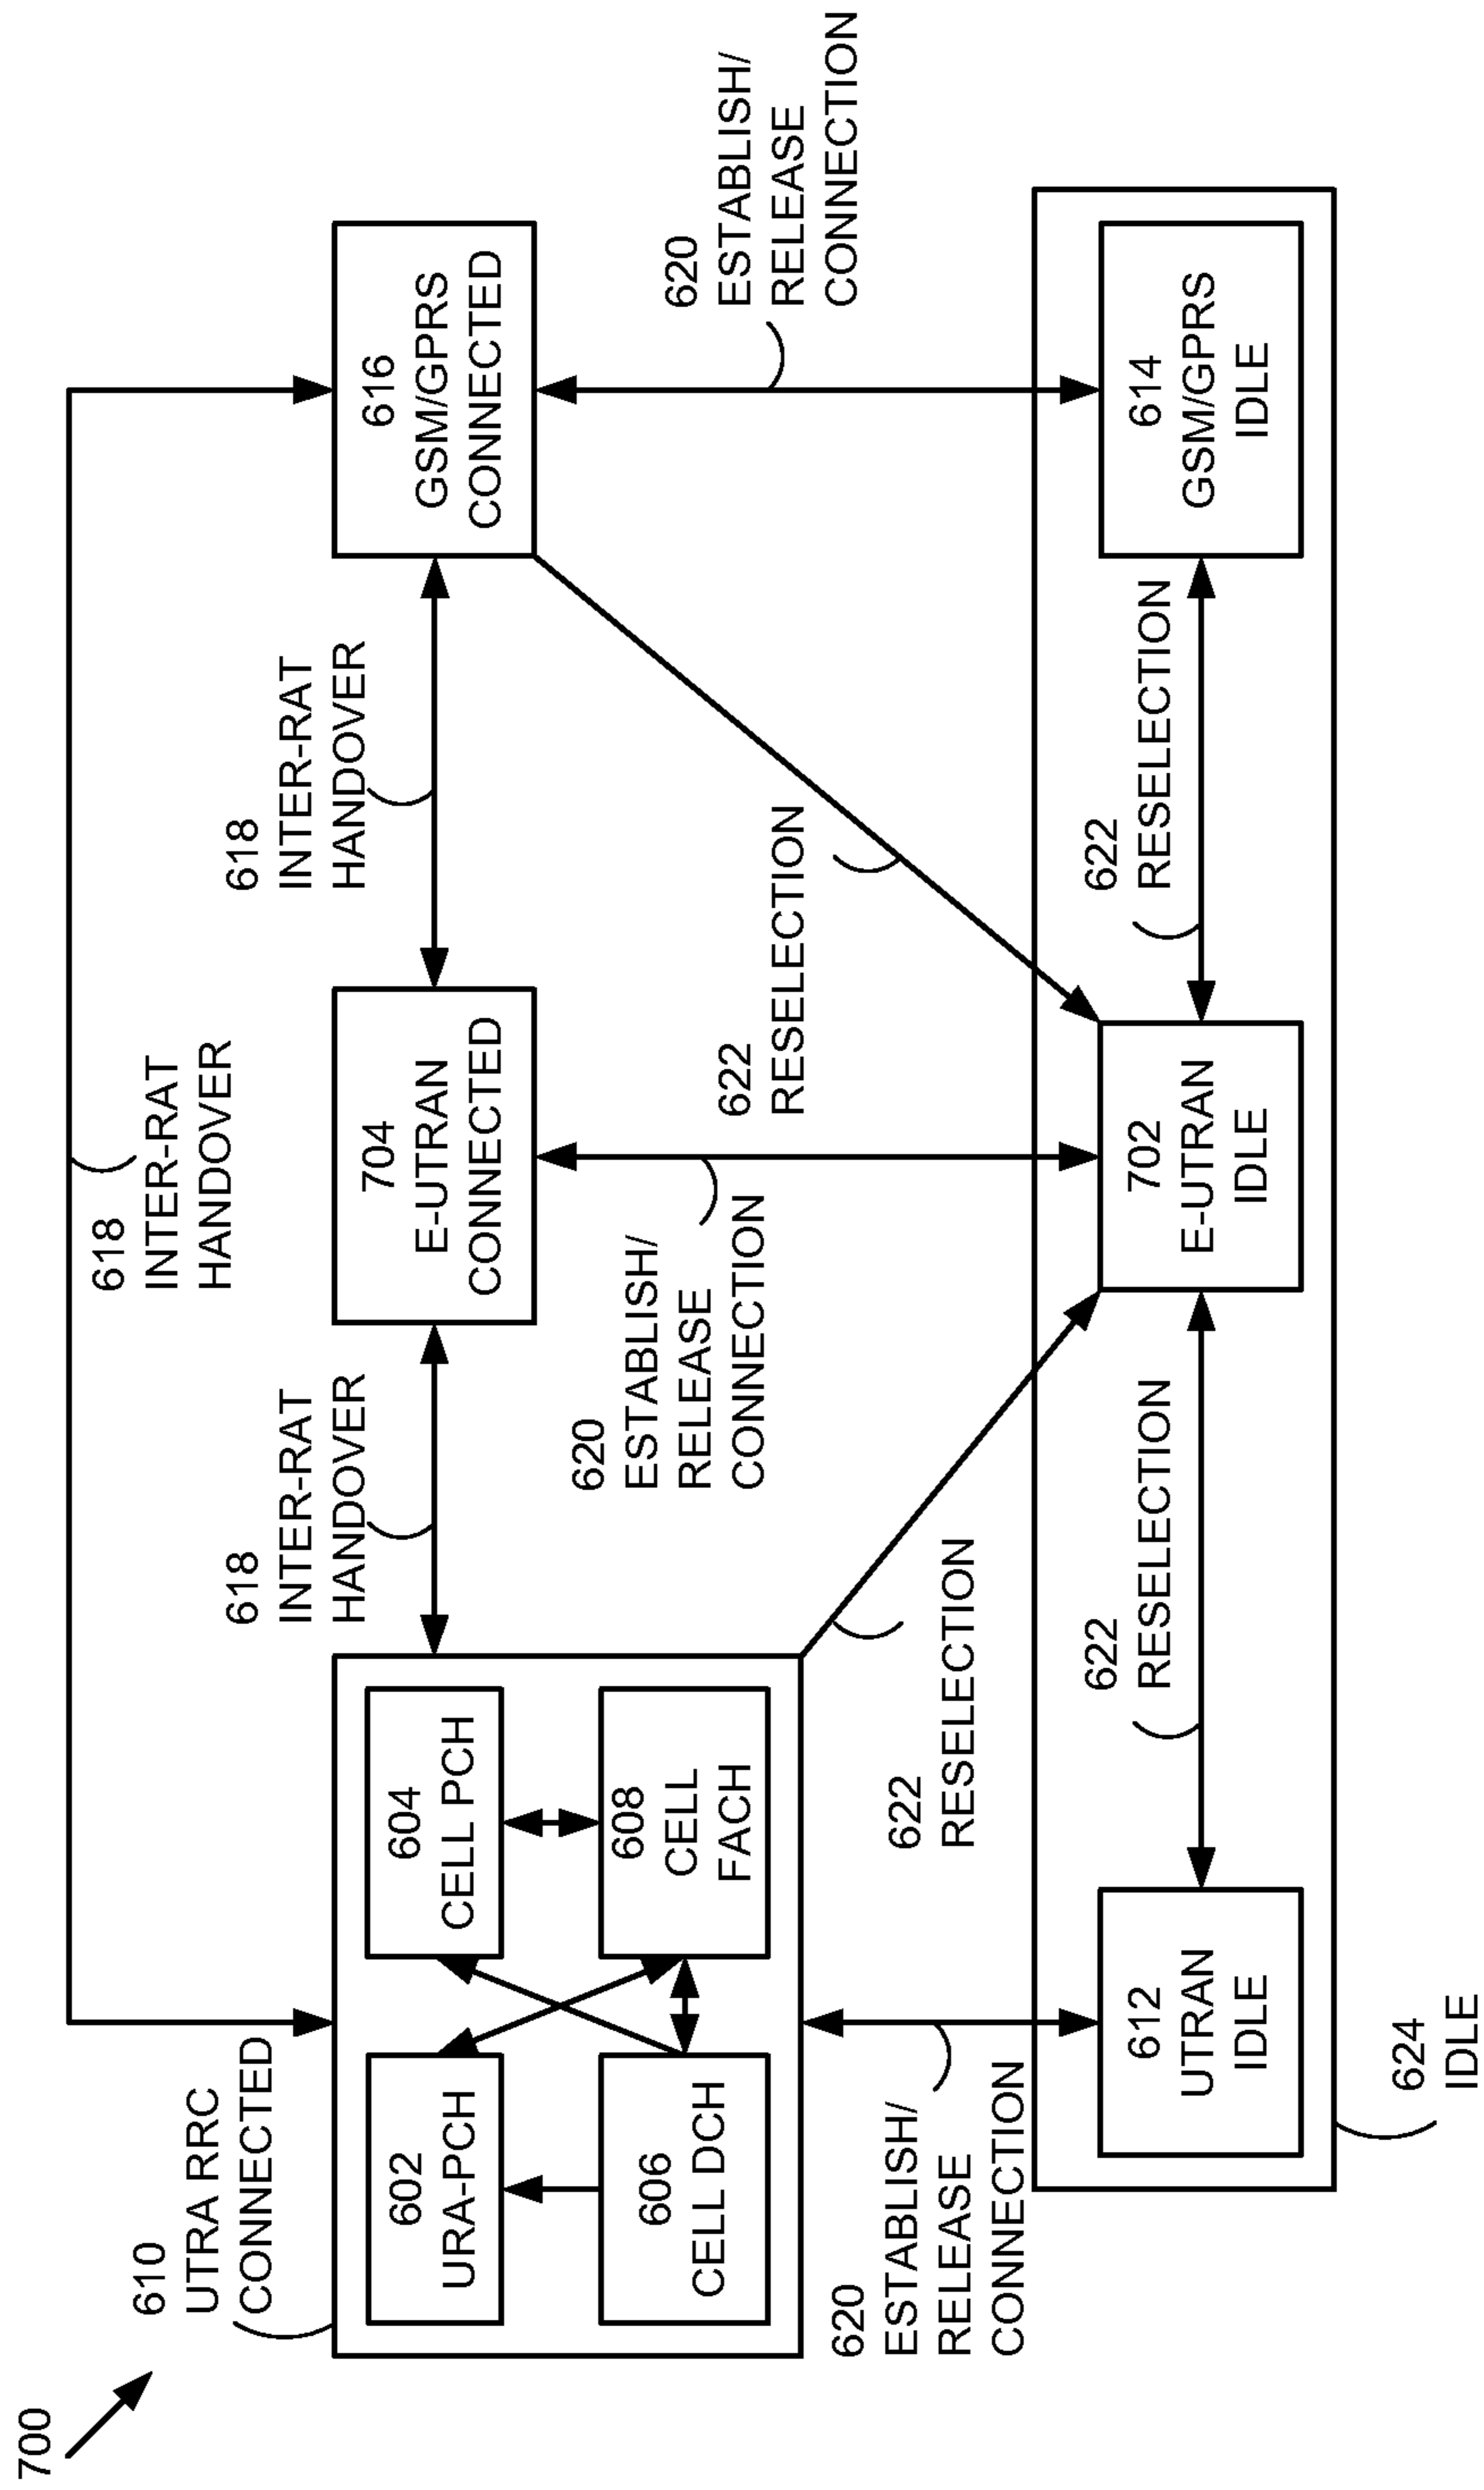 700
610
UTRA RRC
CONNECTED
618
INTER-RAT
HANDOVER
602
URA-PCH
604
CELL PCH
606
CELL DCH
608
CELL
FACH
618
INTER-RAT
HANDOVER
704
E-UTRAN
CONNECTED
618
INTER-RAT
HANDOVER
616
GSM/GPRS
CONNECTED
620
ESTABLISH/
RELEASE
CONNECTION
622
RESELECTION
620
ESTABLISH/
RELEASE
CONNECTION
622
RESELECTION
620
ESTABLISH/
RELEASE
CONNECTION
612
UTRAN
IDLE
622
RESELECTION
702
E-UTRAN
IDLE
622
RESELECTION
614
GSM/GPRS
IDLE
624
IDLE